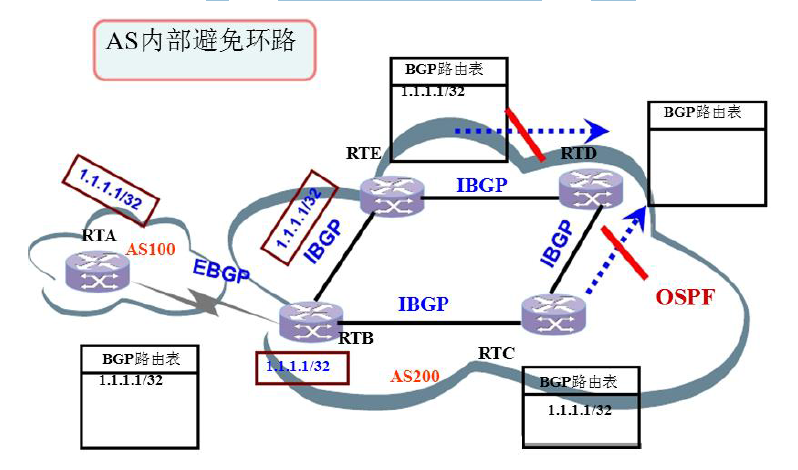 AS内部避免环路
BGP路由表
1.1.1.1/32
BGP路由表
RTE
RTD
1.1.1.1/32
1.1.1.1/32
IBGP
RTA
AS100
IBGP
IBGP
EBGP
OSPF
IBGP
RTB
RTC
BGP路由表
1.1.1.1/32
1.1.1.1/32
AS200
BGP路由表
1.1.1.1/32